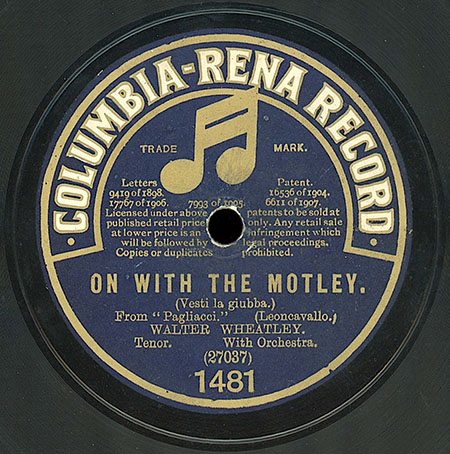 COLUMBIA-RENA RECORD
TRADE MARK.
Letters Patent.
9419 of 1898. 16536 of 1904.
17767 of 1906. 7993 of 1905. 6611 of 1907.
Licensed under above patents to be sold at
published retail price only. Any retail sale
at lower price is an infringement which
will be followed by legal proceedings.
Copies or duplicates prohibited.
ON WITH THE MOTLEY.
(Vesti la giubba.)
From "Pagliacci." (Leoncavallo.)
WALTER WHEATLEY.
Tenor. With Orchestra.
(27037)
1481